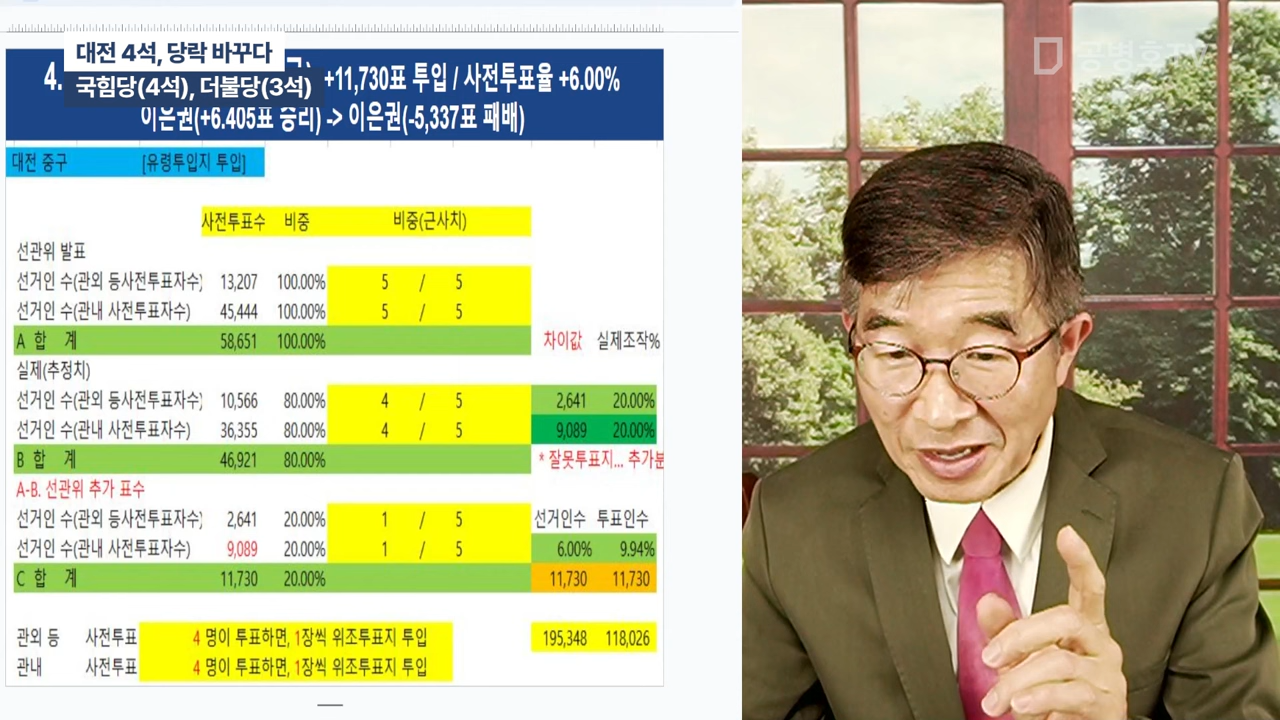 대전 4석, 당락 바꾸다
국힘당(4석), 더불당(3석)
4. +11,730표 투입 / 사전투표율 +6.00%
이은권(+6.405표 승리) -> 이은권(-5,337표 패배)
대전 중구 [유령투입지 투입]
사전투표수 비중 비중(근사치)
선관위 발표
선거인 수(관외 등사전투표자수) 13,207 100.00% 5 / 5
선거인 수(관내 사전투표자수) 45,444 100.00% 5 / 5
A 합 계 58,651 100.00% 차이값 실제조작%
실제(추정치)
선거인 수(관외 등사전투표자수) 10,566 80.00% 4 / 5 2,641 20.00%
선거인 수(관내 사전투표자수) 36,355 80.00% 4 / 5 9,089 20.00%
B 합 계 46,921 80.00% * 잘못투표지... 추가분
A-B. 선관위 추가 표수
선거인 수(관외 등사전투표자수) 2,641 20.00% 1 / 5 선거인수 투표인수
선거인 수(관내 사전투표자수) 9,089 20.00% 1 / 5 6.00% 9.94%
C 합 계 11,730 20.00% 11,730 11,730
관외 등 사전투표 4 명이 투표하면, 1장씩 위조투표지 투입 195,348 118,026
관내 사전투표 4 명이 투표하면, 1장씩 위조투표지 투입